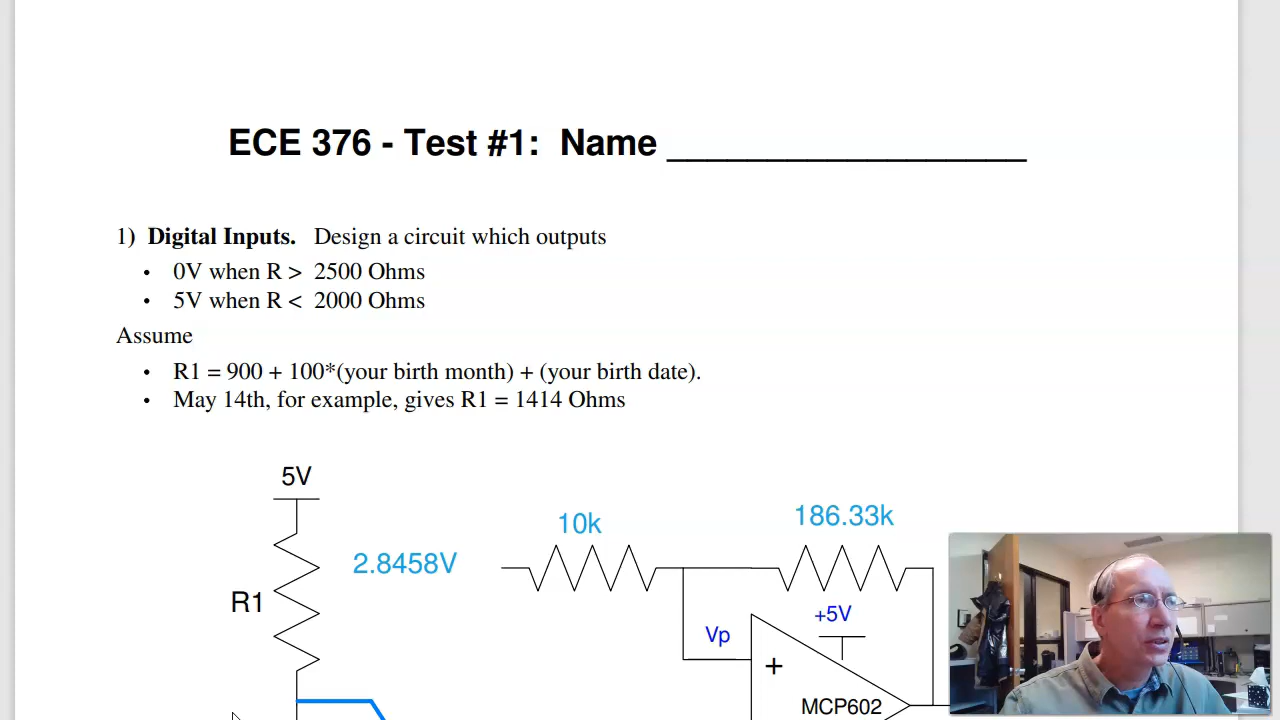 ECE 376 - Test #1: Name __________________
1) Digital Inputs. Design a circuit which outputs
• 0V when R > 2500 Ohms
• 5V when R < 2000 Ohms
Assume
• R1 = 900 + 100*(your birth month) + (your birth date).
• May 14th, for example, gives R1 = 1414 Ohms
5V
10k
186.33k
2.8458V
R1
+5V
Vp
+
MCP602